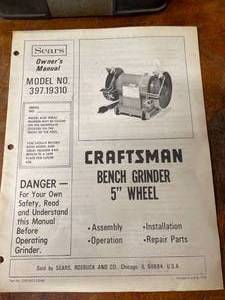 Sears
Owner's
Manual
MODEL NO.
397.19310
CRAFTSMAN
BENCH GRINDER
5" WHEEL
DANGER —
For Your Own
Safety, Read
and Understand
this Manual
Before
Operating
Grinder.
• Assembly
• Installation
• Operation
• Repair Parts
Sold by SEARS, ROEBUCK AND CO., Chicago, IL 60684, U.S.A.